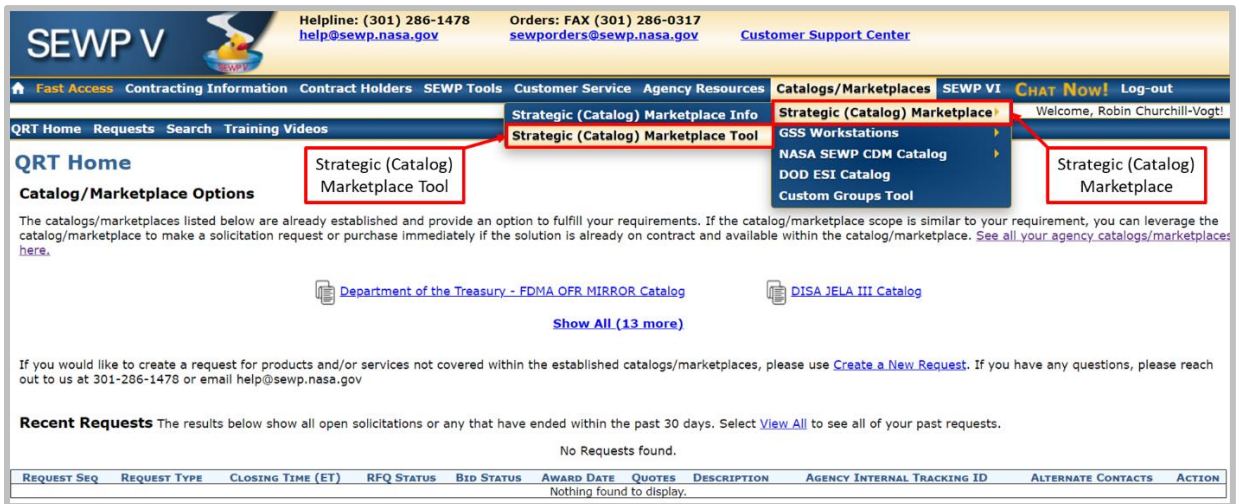 SEWP V
SEWP V
Helpline: (301) 286-1478
help@sewp.nasa.gov
Orders: FAX (301) 286-0317
sewporders@sewp.nasa.gov
Customer Support Center
Fast Access Contracting Information Contract Holders SEWP Tools Customer Service Agency Resources Catalogs/Marketplaces SEWP VI CHAT NOW! Log-out
Welcome, Robin Churchill-Vogt!
Strategic (Catalog) Marketplace Info
Strategic (Catalog) Marketplace Tool
Strategic (Catalog) Marketplace
GSS Workstations
NASA SEWP CDM Catalog
DOD ESI Catalog
Custom Groups Tool
QRT Home Requests Search Training Videos
Strategic (Catalog)
Marketplace Tool
Strategic (Catalog)
Marketplace
QRT Home
Catalog/Marketplace Options
The catalogs/marketplaces listed below are already established and provide an option to fulfill your requirements. If the catalog/marketplace scope is similar to your requirement, you can leverage the
catalog/marketplace to make a solicitation request or purchase immediately if the solution is already on contract and available within the catalog/marketplace. See all your agency catalogs/marketplaces
here.
Department of the Treasury - FDMA OFR MIRROR Catalog
DISA JELA III Catalog
Show All (13 more)
If you would like to create a request for products and/or services not covered within the established catalogs/marketplaces, please use Create a New Request. If you have any questions, please reach
out to us at 301-286-1478 or email help@sewp.nasa.gov
Recent Requests The results below show all open solicitations or any that have ended within the past 30 days. Select View All to see all of your past requests.
No Requests found.
REQUEST SEQ REQUEST TYPE CLOSING TIME (ET) RFQ STATUS BID STATUS AWARD DATE QUOTES DESCRIPTION AGENCY INTERNAL TRACKING ID ALTERNATE CONTACTS ACTION
Nothing found to display.